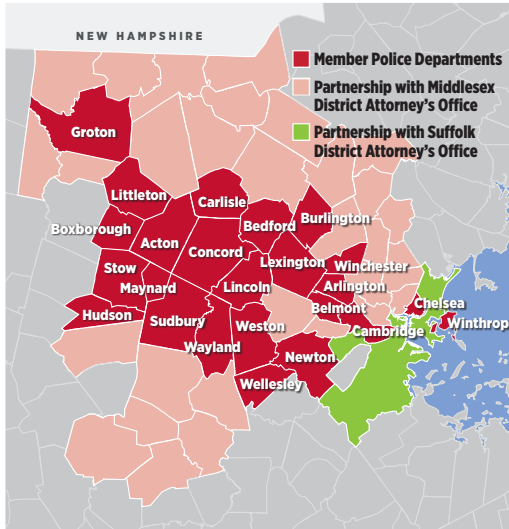 NEW HAMPSHIRE
Member Police Departments
Partnership with Middlesex
District Attorney's Office
Partnership with Suffolk
District Attorney's Office
Groton
Littleton
Carlisle
Boxborough
Acton
Bedford
Burlington
Concord
Stow
Maynard
Lincoln
Lexington
Winchester
Arlington
Hudson
Sudbury
Weston
Belmont
Chelsea
Cambridge
Winthrop
Wayland
Newton
Wellesley